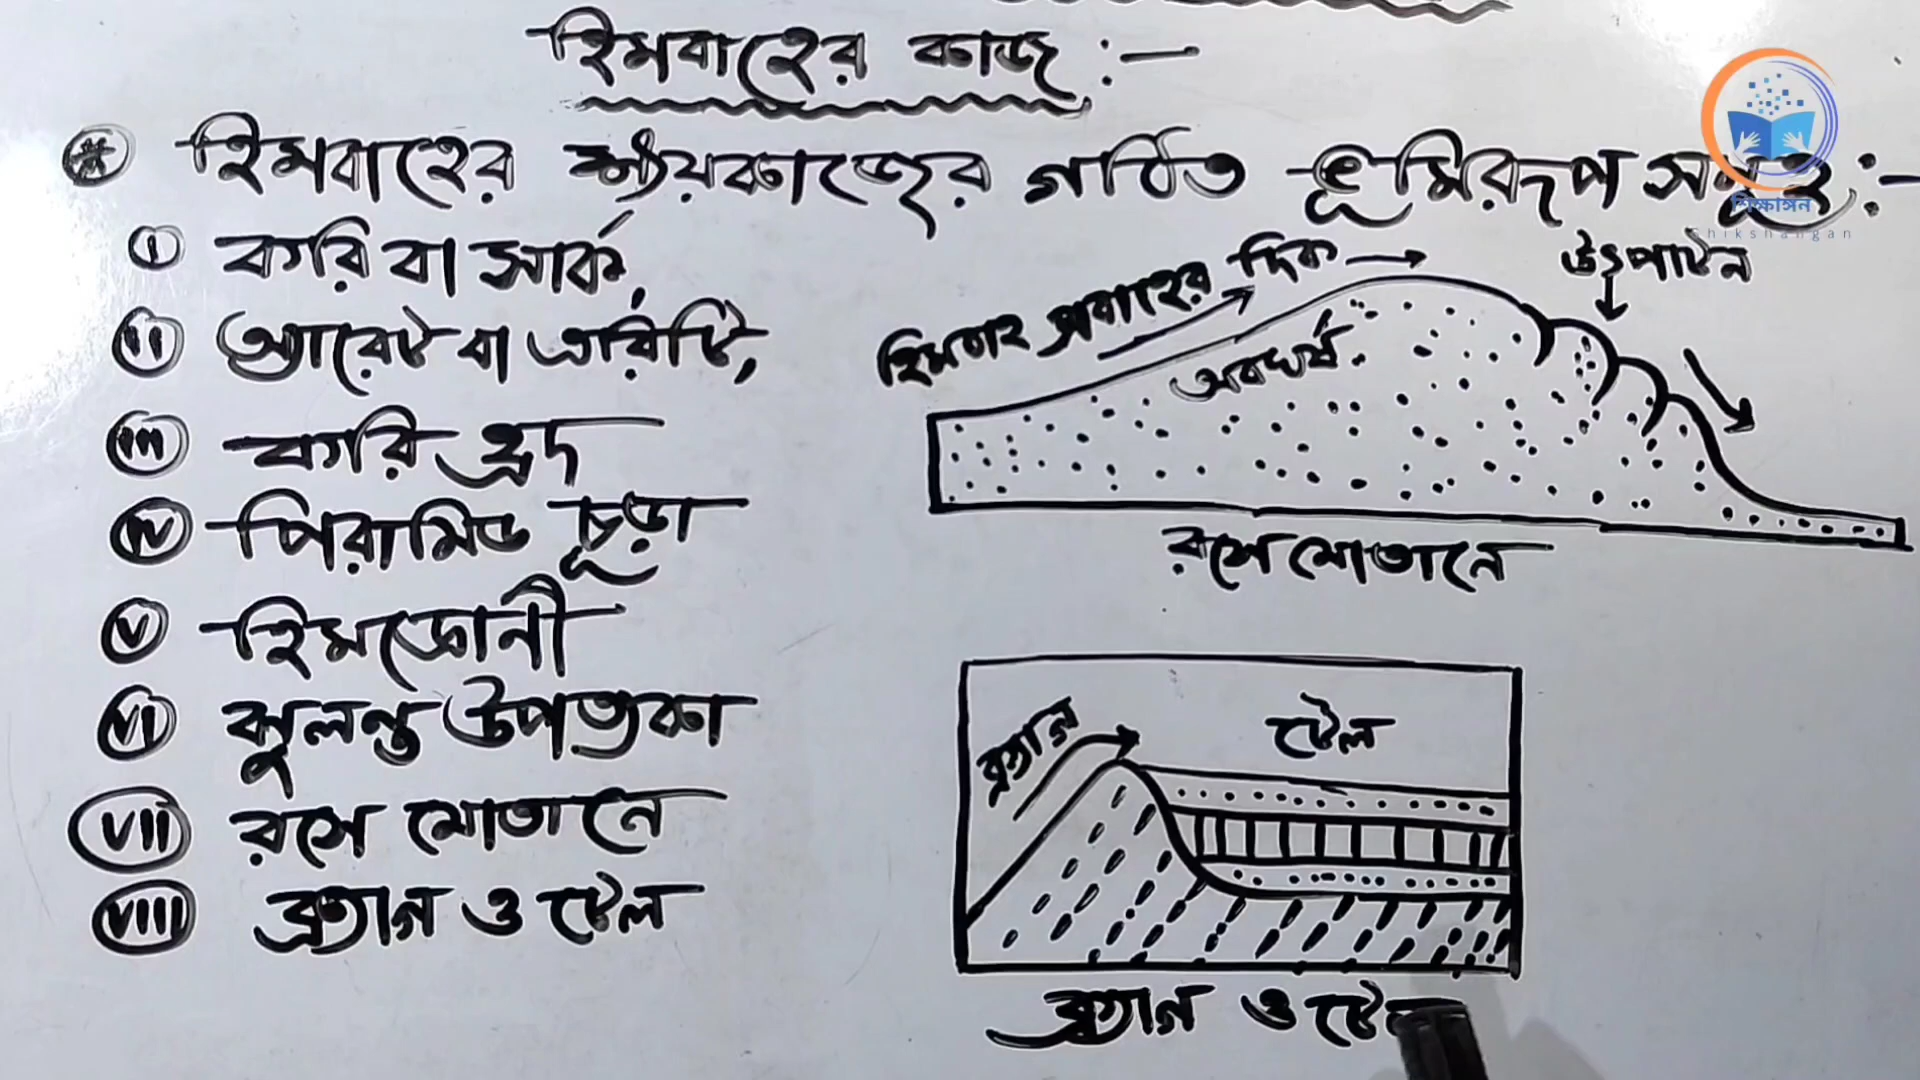 হিমবাহের কাজ :-
* হিমবাহের ক্ষয়কাজের গঠিত ভূমিরূপ সমূহ :-
শিক্ষাঙ্গন
Shikshangan
i করি বা সার্ক,
ii অ্যারেট বা এরিটি,
iii করি হ্রদ
iv পিরামিড চূড়া
v হিমদ্রোনী
vi ঝুলন্ত উপত্যকা
vii রসে মোতানে
viii ক্র্যাগ ও টেল
হিমবাহ প্রবাহের দিক
উৎপাটন
অবঘর্ষ
রসে মোতানে
ক্র্যাগ
টেল
ক্র্যাগ ও টেল